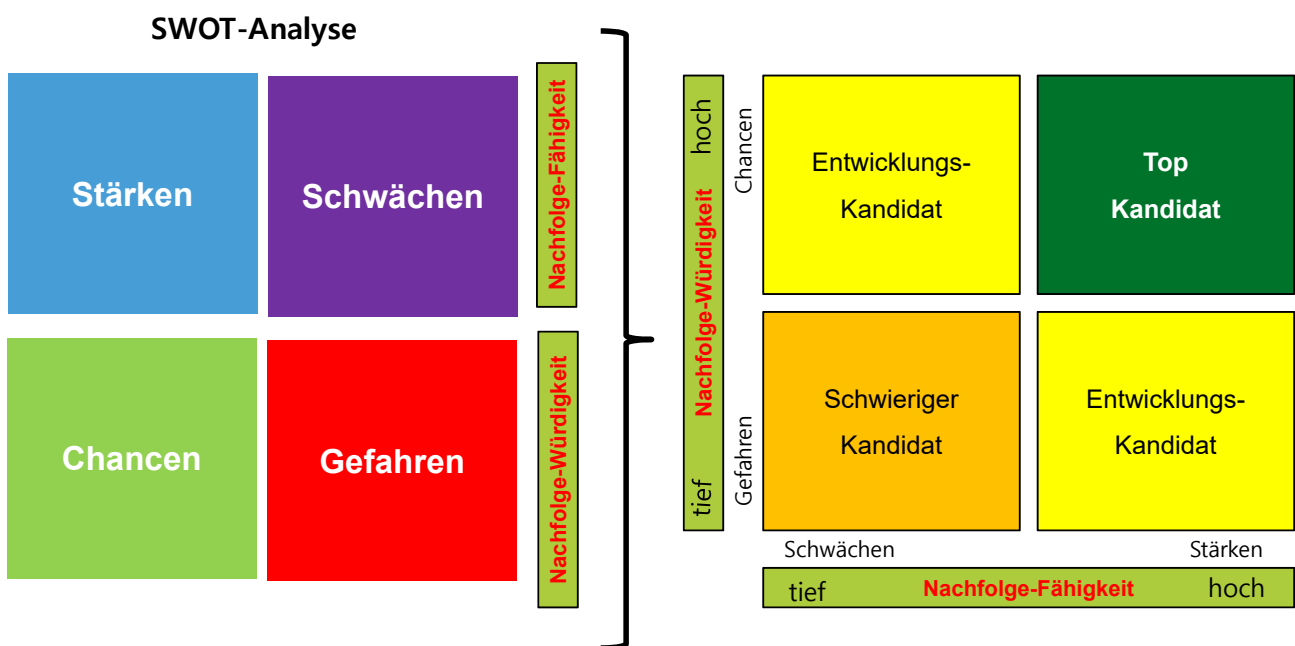 SWOT-Analyse
Stärken
Schwächen
Nachfolge-Fähigkeit
Chancen
Gefahren
Nachfolge-Würdigkeit
tief Nachfolge-Würdigkeit hoch
Gefahren Chancen
Entwicklungs-
Kandidat
Top
Kandidat
Schwieriger
Kandidat
Entwicklungs-
Kandidat
Schwächen Stärken
tief Nachfolge-Fähigkeit hoch